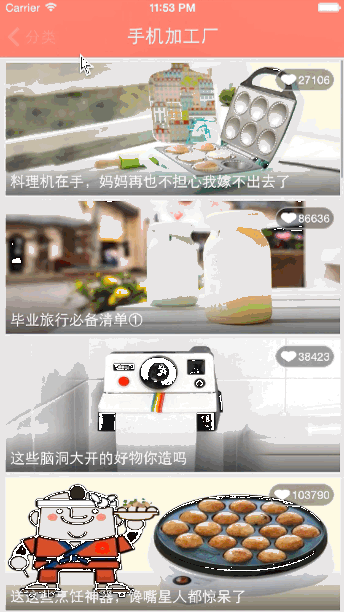 Carrier 11:53 PM
分类 手机加工厂
27106
料理机在手，妈妈再也不担心我嫁不出去了
86636
毕业旅行必备清单①
38423
这些脑洞大开的好物你造吗
103790
送这些烹饪神器，馋嘴星人都惊呆了